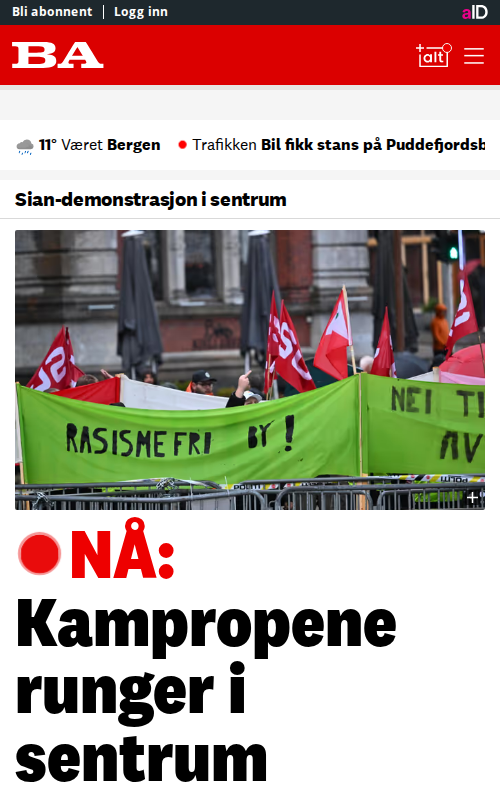 Bli abonnent | Logg inn
aID
BA
alt
11° Været Bergen
Trafikken Bil fikk stans på Puddefjordsb
Sian-demonstrasjon i sentrum
RASISMEFRI BY!
NEI TI
AV
NÅ:
Kampropene
runger i
sentrum